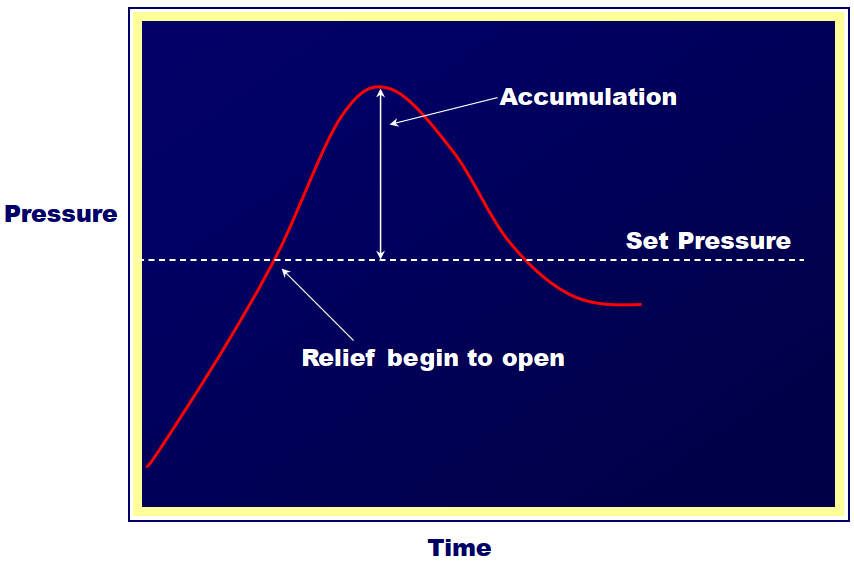 Accumulation
Pressure
Set Pressure
Relief begin to open
Time